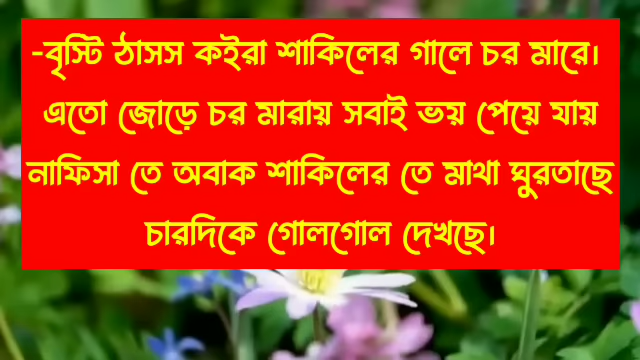 -বৃস্টি ঠাসস কইরা শাকিলের গালে চর মারে।
এতো জোড়ে চর মারায় সবাই ভয় পেয়ে যায়
নাফিসা তে অবাক শাকিলের তে মাথা ঘুরতাছে
চারদিকে গোলগোল দেখছে।